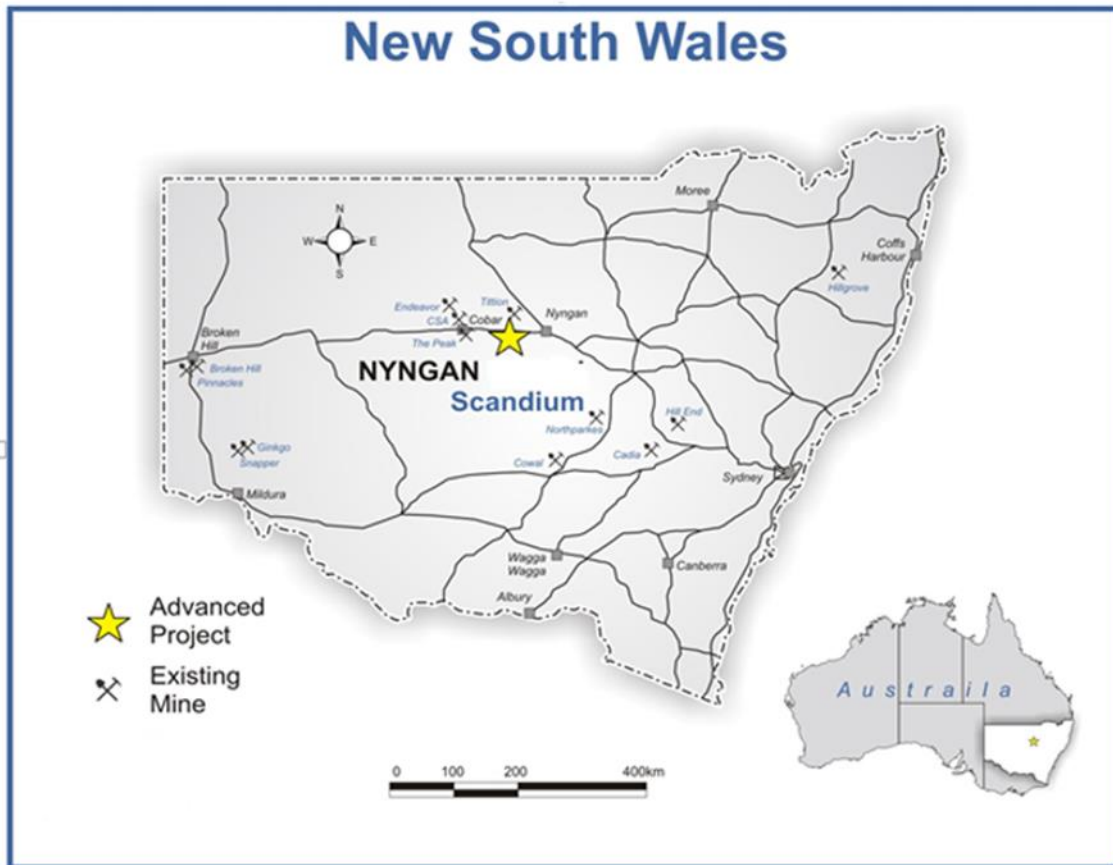 New South Wales
Moree
Coffs
Harbour
Hillgrove
N
W
E
S
Endeavor
Tittion
CSA
Cobar
Nyngan
The Peak
Broken
Hill
Broken Hill
Pinnacles
NYNGAN
Scandium
Northparkes
Hill End
Ginkgo
Snapper
Cowal
Cadia
Sydney
Mildura
Wagga
Wagga
Canberra
Albury
Advanced
Project
Existing
Mine
Austraila
0 100 200 400km